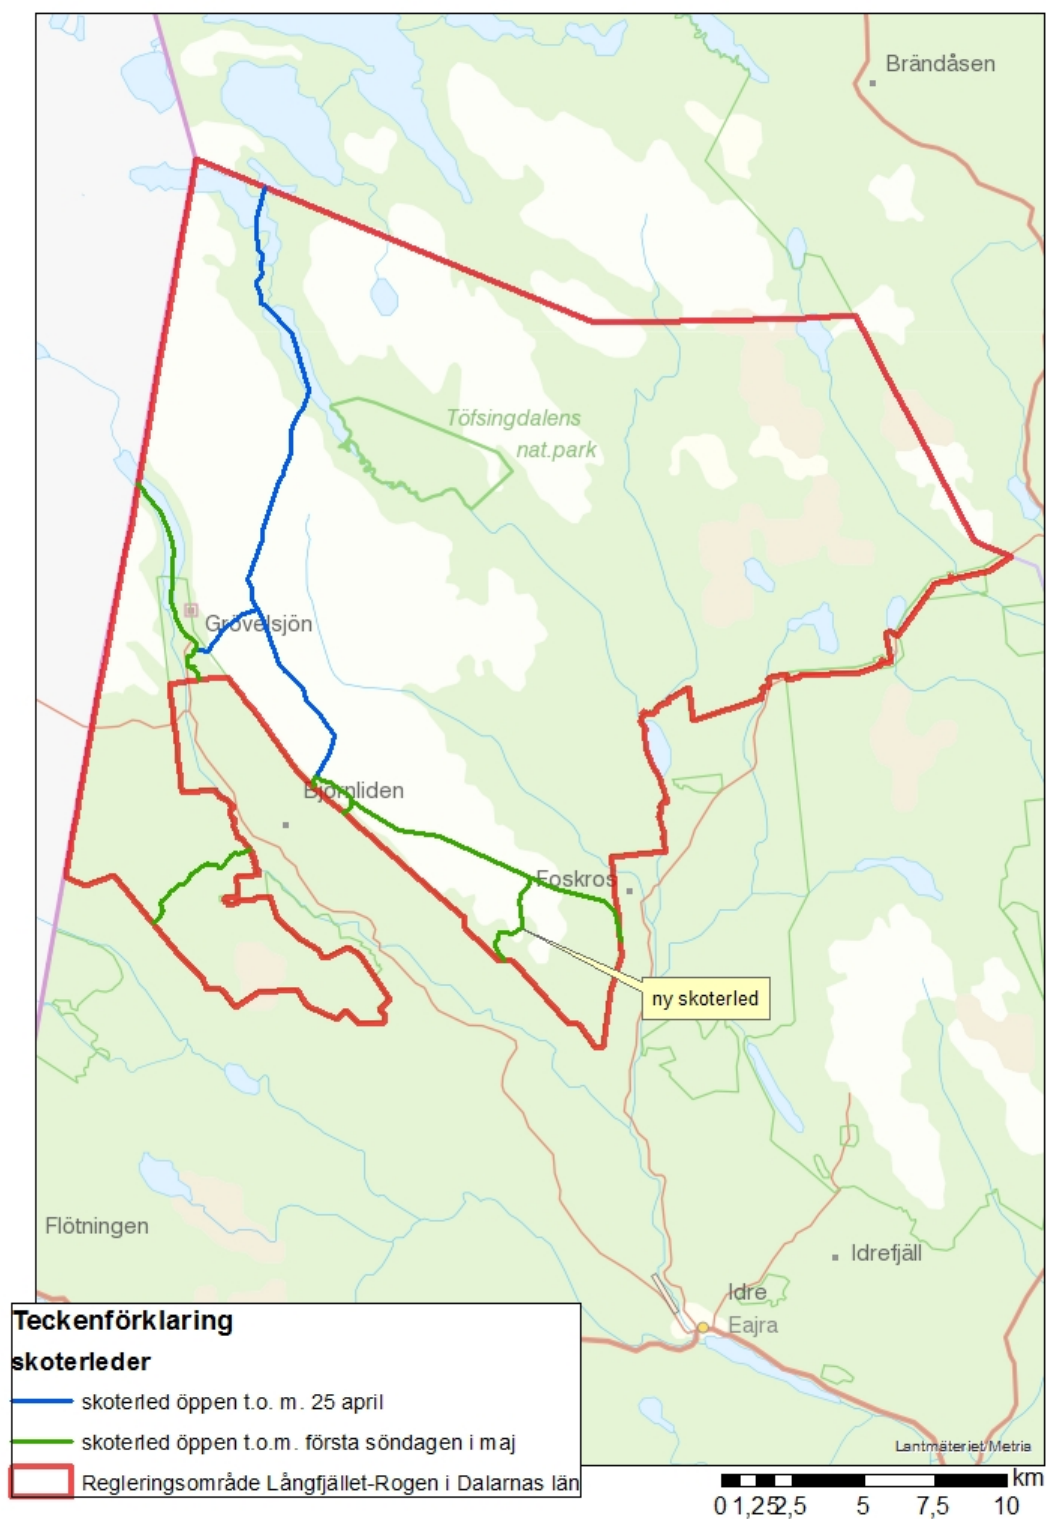 Brändåsen
Töfsingdalens
nat.park
Grövelsjön
Björnliden
Foskros
ny skoterled
Flötningen
Idrefjäll
Idre
Eajra
Teckenförklaring
skoterleder
skoterled öppen t.o. m. 25 april
skoterled öppen t.o.m. första söndagen i maj
Regleringsområde Långfjället-Rogen i Dalarnas län
Lantmäteriet/Metria
km
0 1,25 2,5 5 7,5 10